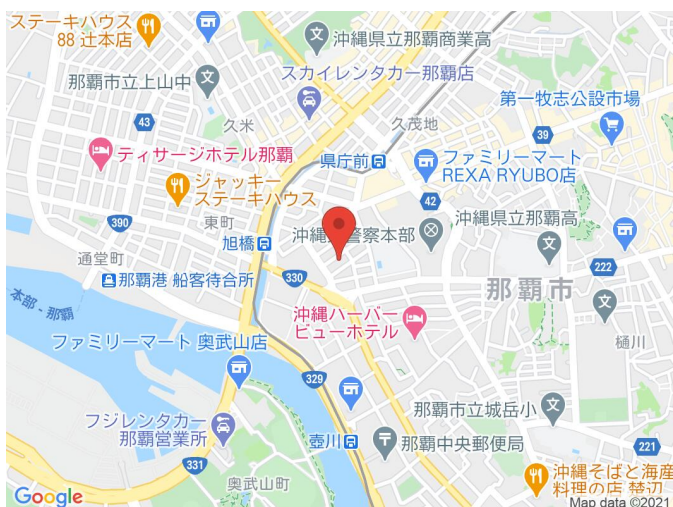 ステーキハウス
88 辻本店
沖縄県立那覇商業高
那覇市立上山中
スカイレンタカー那覇店
第一牧志公設市場
43
久米
久茂地
39
ティサージホテル那覇
県庁前
ファミリーマート
REXA RYUBO店
ジャッキー
ステーキハウス
42
390
東町
沖縄県立那覇高
旭橋
沖縄
警察本部
通堂町
222
那覇港 船客待合所
330
那覇市
本部 - 那覇
沖縄ハーバー
ビューホテル
ファミリーマート 奥武山店
樋川
329
那覇市立城岳小
フジレンタカー
那覇営業所
壺川
那覇中央郵便局
221
331
奥武山町
沖縄そばと海産
料理の店 楚辺
Google
Map data ©2021